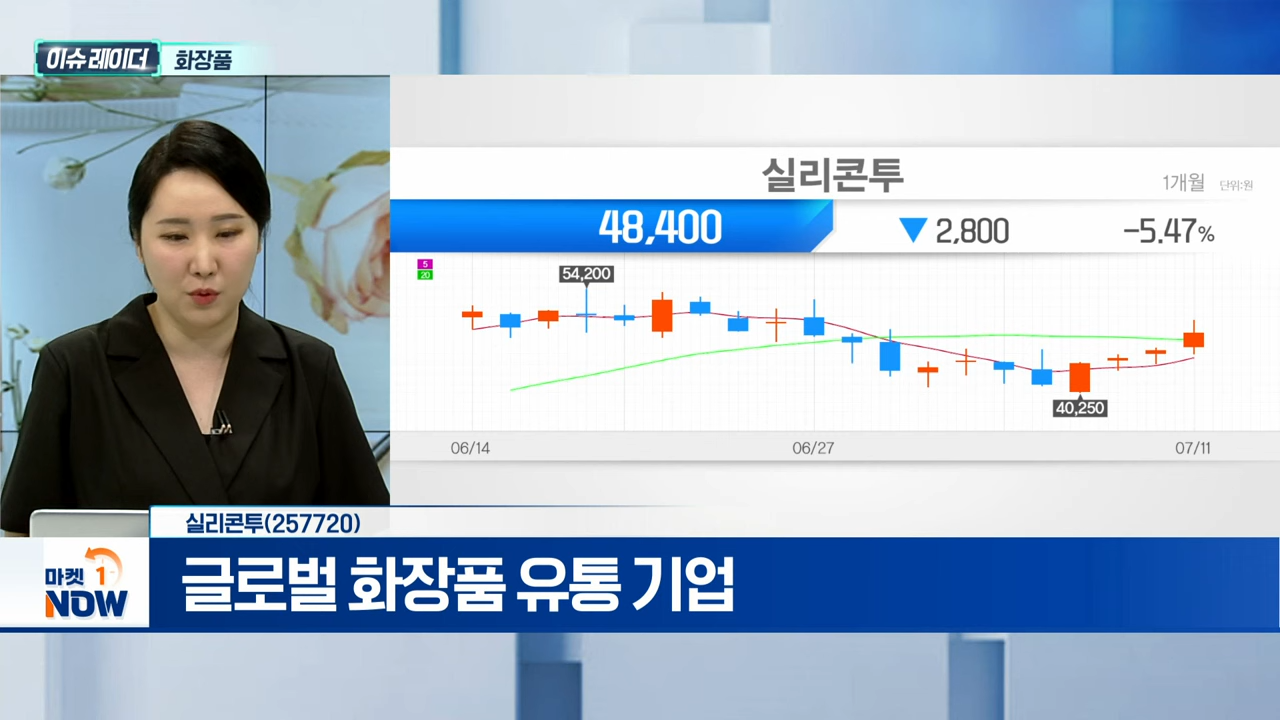 이슈레이더 화장품
실리콘투
1개월 단위:원
48,400 ▼2,800 -5.47%
5
20
54,200
40,250
06/14 06/27 07/11
실리콘투(257720)
글로벌 화장품 유통 기업
마켓 1
NOW